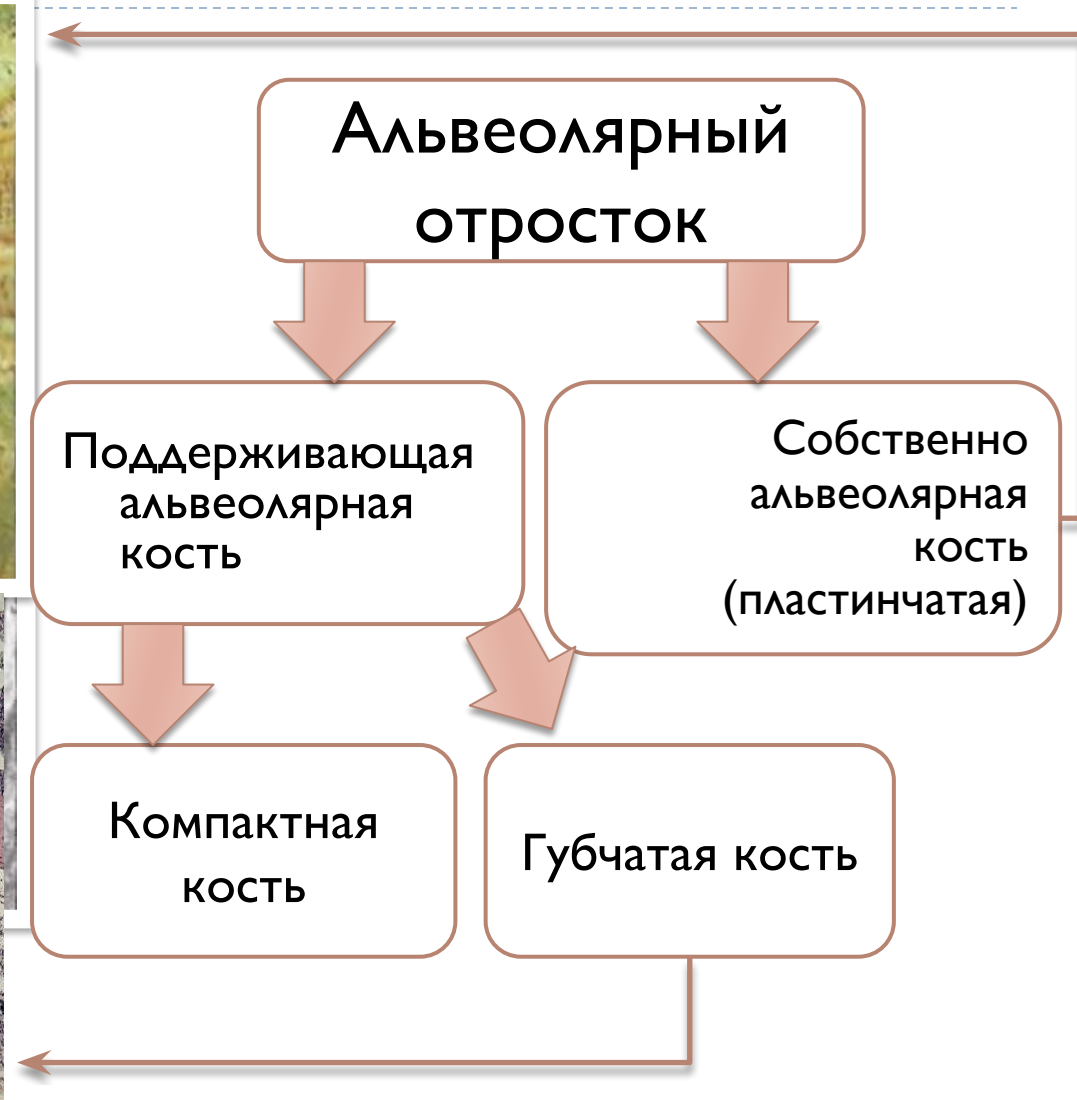 Альвеолярный
отросток
Поддерживающая
альвеолярная
кость
Собственно
альвеолярная
кость
(пластинчатая)
Компактная
кость
Губчатая кость